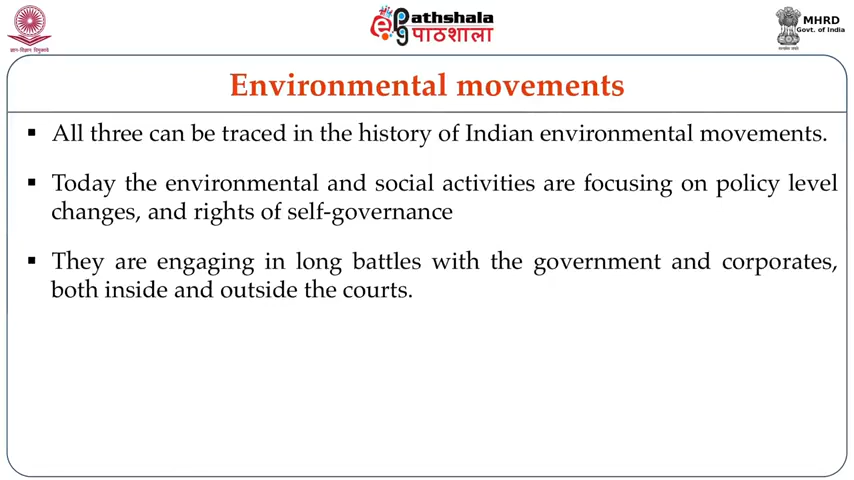 ज्ञान-विज्ञान विमुक्तये
ePathshala
पाठशाला
MHRD
Govt. of India
Environmental movements
▪ All three can be traced in the history of Indian environmental movements.
▪ Today the environmental and social activities are focusing on policy level
changes, and rights of self-governance
▪ They are engaging in long battles with the government and corporates,
both inside and outside the courts.